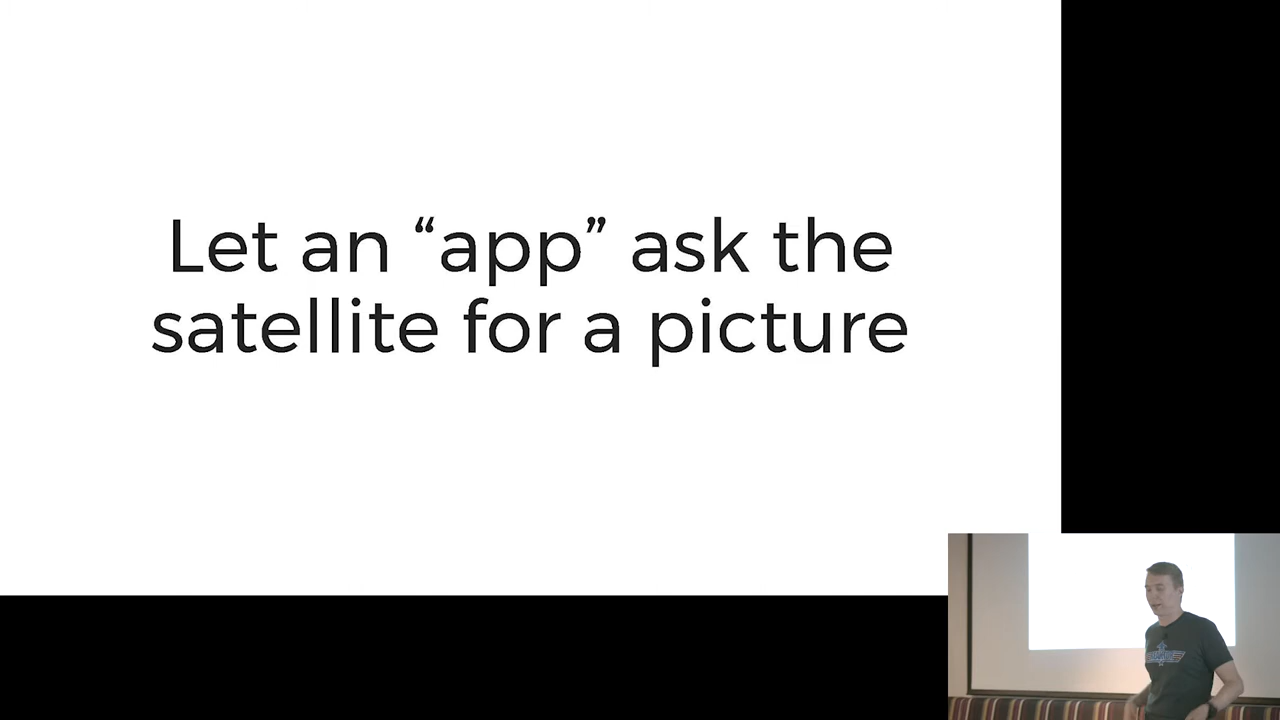 Let an “app” ask the
satellite for a picture